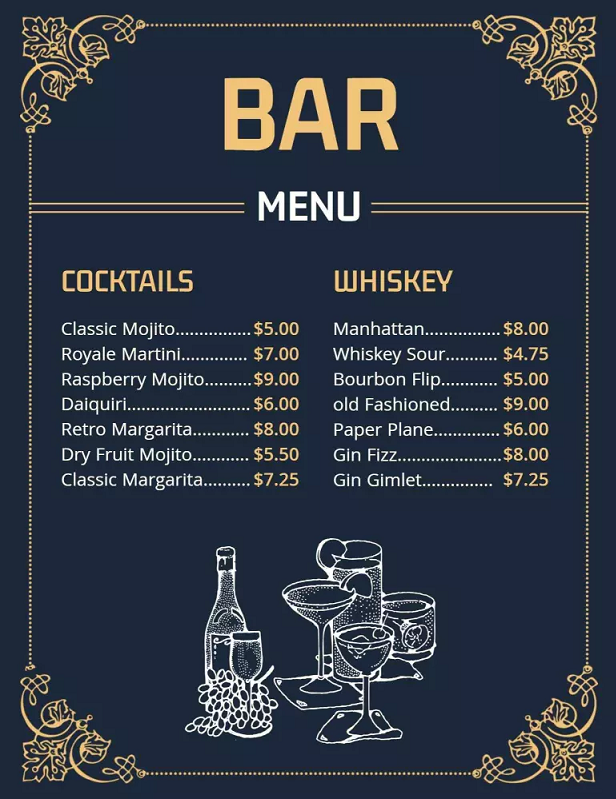 BAR
MENU
COCKTAILS
Classic Mojito...............$5.00
Royale Martini............. $7.00
Raspberry Mojito.........$9.00
Daiquiri........................$6.00
Retro Margarita...........$8.00
Dry Fruit Mojito...........$5.50
Classic Margarita.........$7.25
WHISKEY
Manhattan...............$8.00
Whiskey Sour.......... $4.75
Bourbon Flip........... $5.00
old Fashioned......... $9.00
Paper Plane.............$6.00
Gin Fizz....................$8.00
Gin Gimlet.............. $7.25